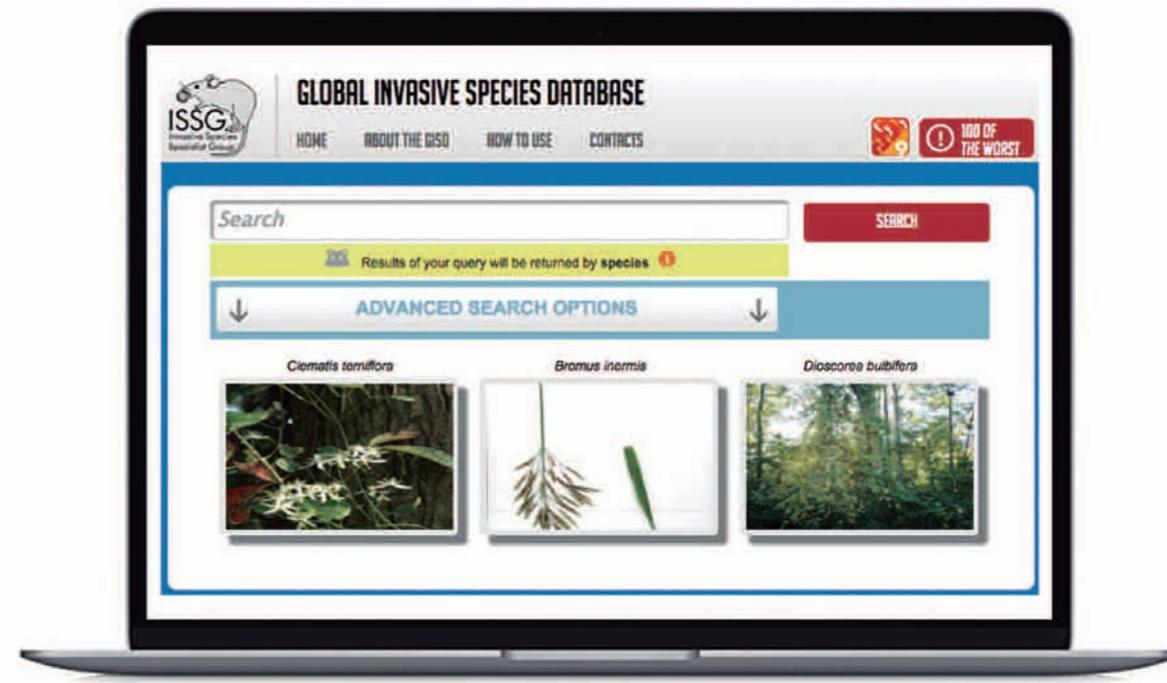 GLOBAL INVASIVE SPECIES DATABASE
ISSG
Invasive Species
Specialist Group
HOME ABOUT THE GISD HOW TO USE CONTACTS
100 OF
THE WORST
Search
SEARCH
Results of your query will be returned by species
ADVANCED SEARCH OPTIONS
Clematis terniflora
Bromus inermis
Dioscorea bulbifera